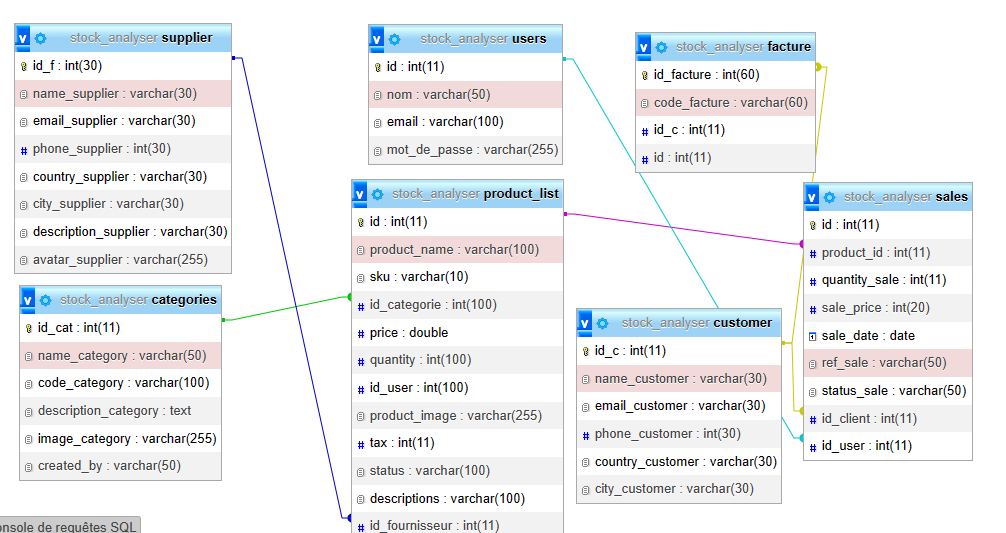 stock_analyser supplier
id_f : int(30)
name_supplier : varchar(30)
email_supplier : varchar(30)
phone_supplier : int(30)
country_supplier : varchar(30)
city_supplier : varchar(30)
description_supplier : varchar(30)
avatar_supplier : varchar(255)
stock_analyser users
id : int(11)
nom : varchar(50)
email : varchar(100)
mot_de_passe : varchar(255)
stock_analyser facture
id_facture : int(60)
code_facture : varchar(60)
id_c : int(11)
id : int(11)
stock_analyser categories
id_cat : int(11)
name_category : varchar(50)
code_category : varchar(100)
description_category : text
image_category : varchar(255)
created_by : varchar(50)
stock_analyser product_list
id : int(11)
product_name : varchar(100)
sku : varchar(10)
id_categorie : int(100)
price : double
quantity : int(100)
id_user : int(100)
product_image : varchar(255)
tax : int(11)
status : varchar(100)
descriptions : varchar(100)
id_fournisseur : int(11)
stock_analyser customer
id_c : int(11)
name_customer : varchar(30)
email_customer : varchar(30)
phone_customer : int(30)
country_customer : varchar(30)
city_customer : varchar(30)
stock_analyser sales
id : int(11)
product_id : int(11)
quantity_sale : int(11)
sale_price : int(20)
sale_date : date
ref_sale : varchar(50)
status_sale : varchar(50)
id_client : int(11)
id_user : int(11)
onsole de requêtes SQL